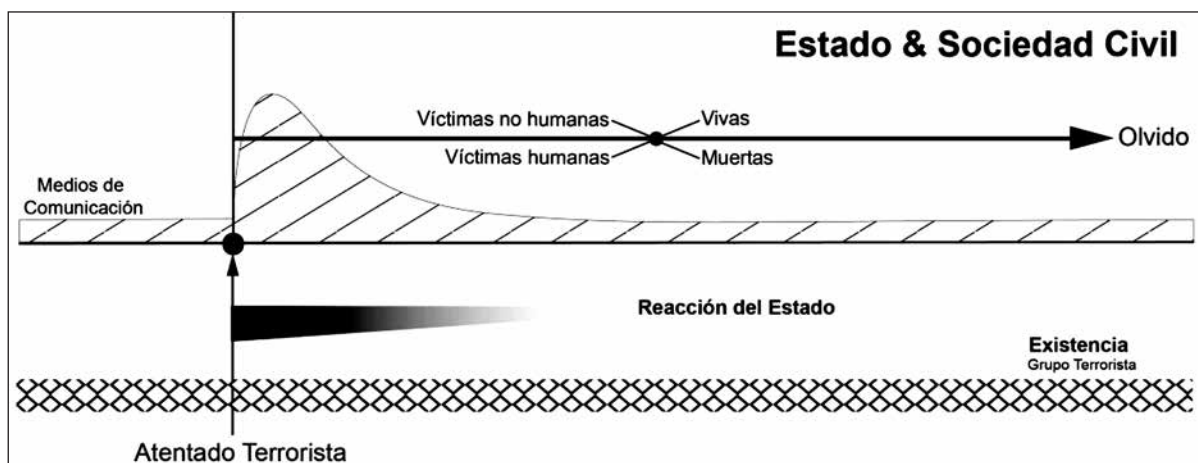 Estado & Sociedad Civil
Víctimas no humanas
Vivas
Olvido
Víctimas humanas
Muertas
Medios de
Comunicación
Reacción del Estado
Existencia
Grupo Terrorista
Atentado Terrorista